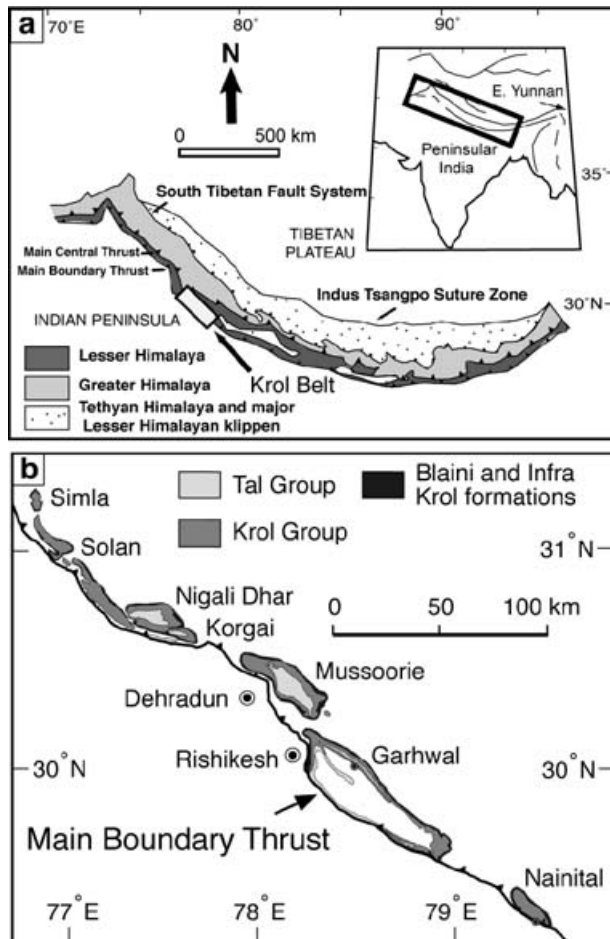 70˚E
80˚
90˚
a
N
0 500 km
E. Yunnan
Peninsular
India
35˚
South Tibetan Fault System
TIBETAN
PLATEAU
Main Central Thrust
Main Boundary Thrust
Indus Tsangpo Suture Zone
30˚N
INDIAN PENINSULA
Lesser Himalaya
Greater Himalaya
Krol Belt
Tethyan Himalaya and major
Lesser Himalayan klippen
b
Simla
Tal Group
Blaini and Infra
Krol formations
Krol Group
Solan
31˚N
Nigali Dhar
0 50 100 km
Korgai
Mussoorie
Dehradun
Rishikesh
Garhwal
30˚N
30˚N
Main Boundary Thrust
Nainital
77˚E
78˚E
79˚E